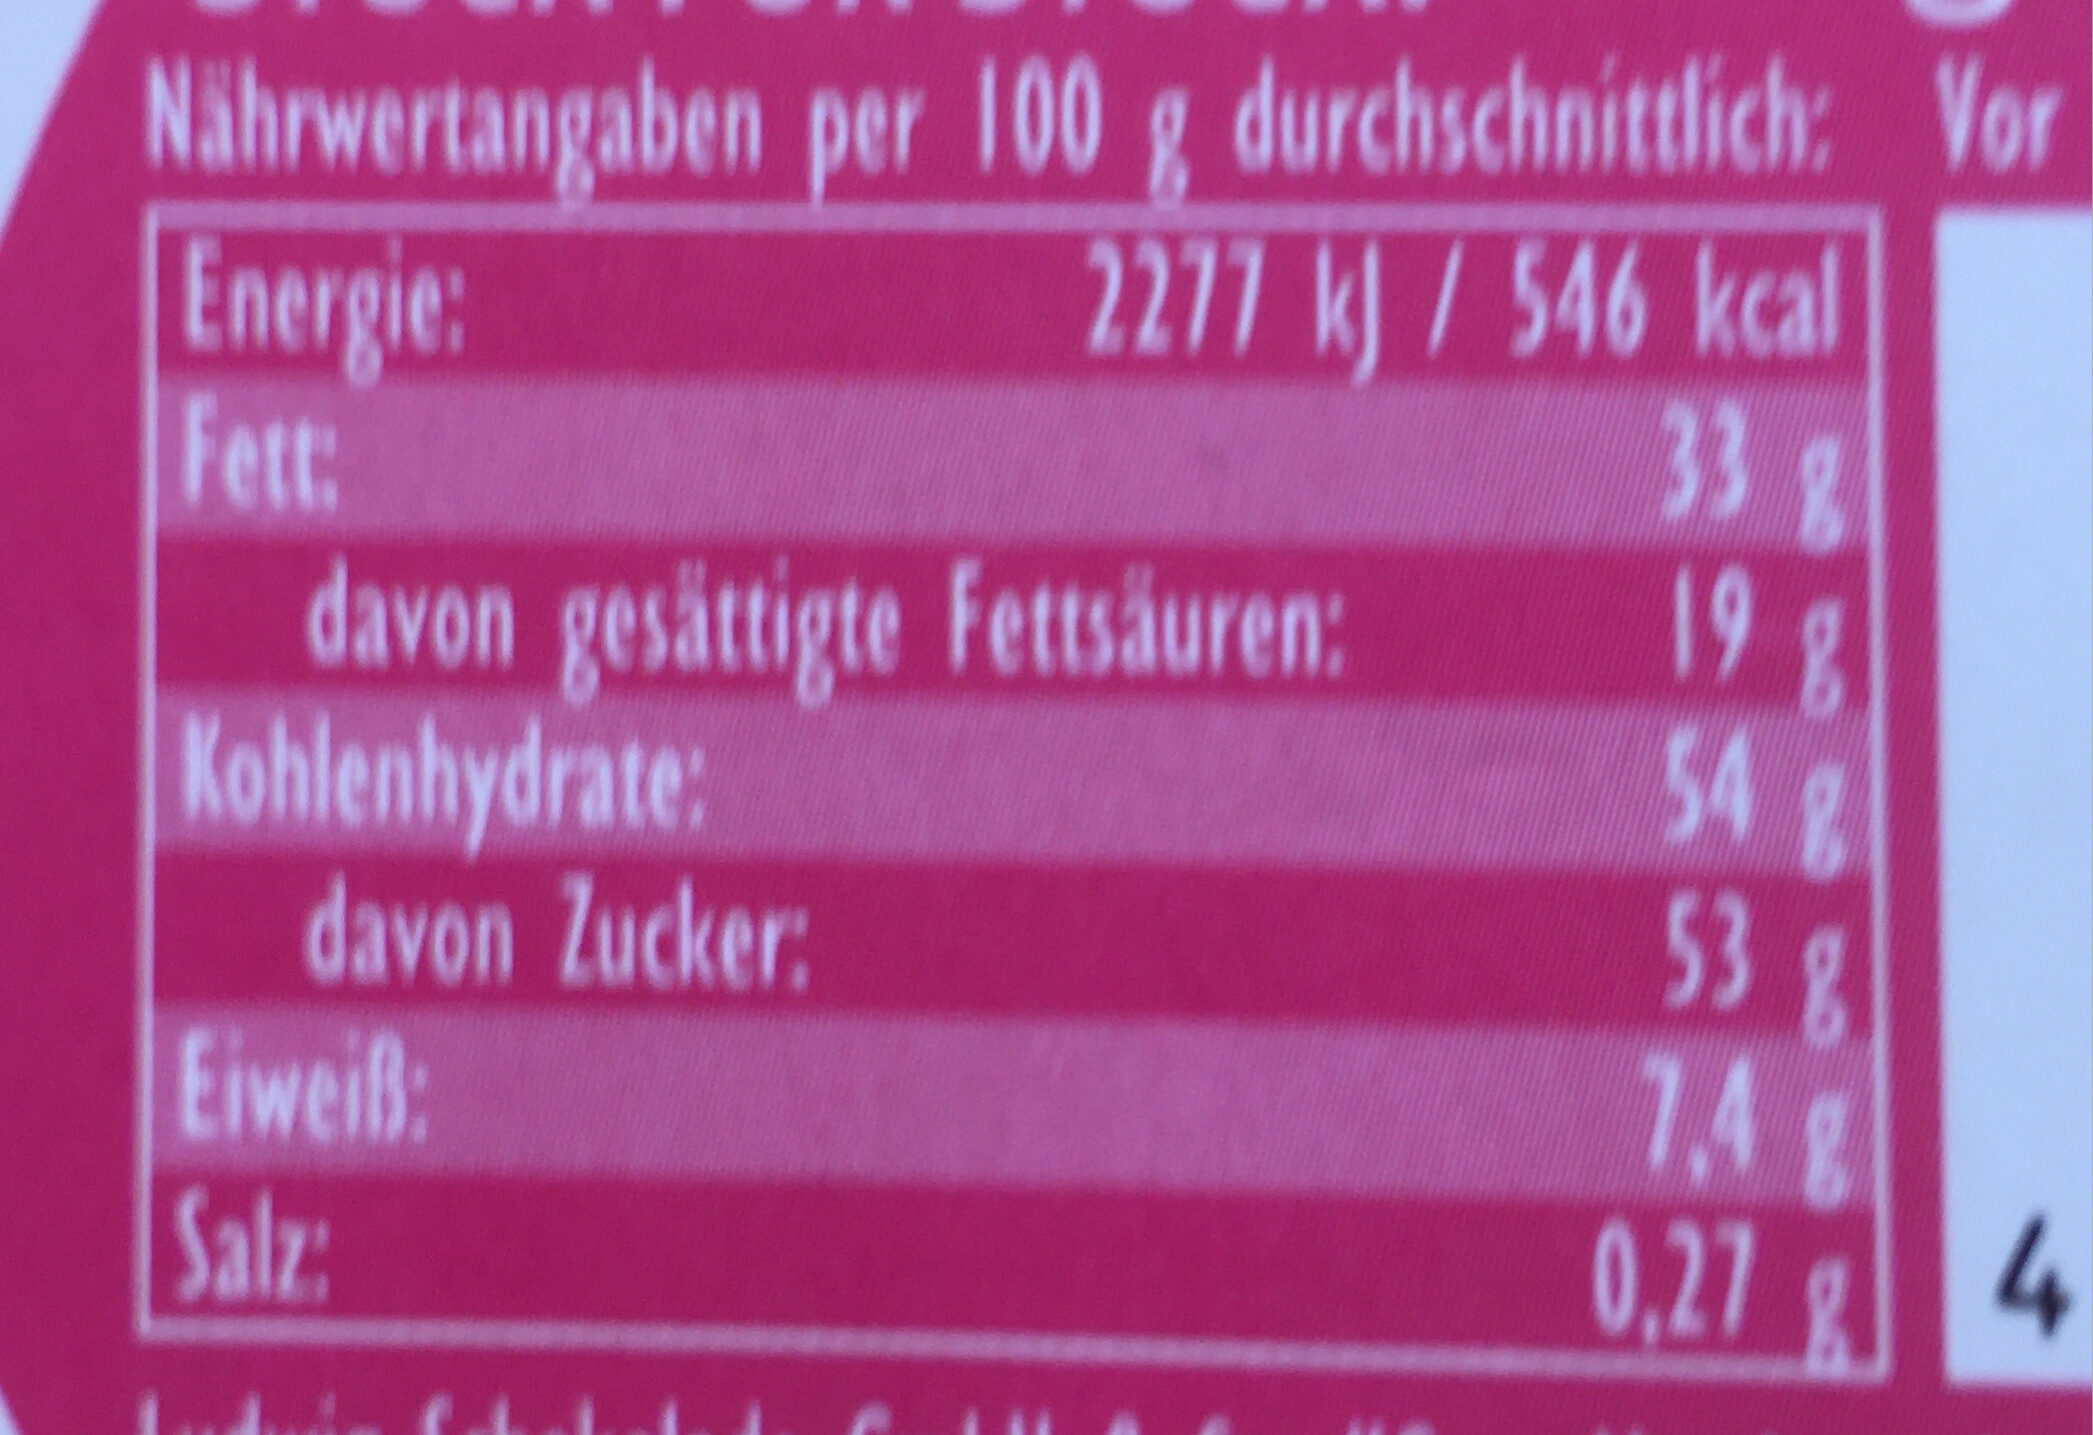 Nährwertangaben per 100 g durchschnittlich:
Vor
Energie: 2277 kJ / 546 kcal
Fett: 33 g
davon gesättigte Fettsäuren: 19 g
Kohlenhydrate: 54 g
davon Zucker: 53 g
Eiweiß: 7,4 g
Salz: 0,27 g
4